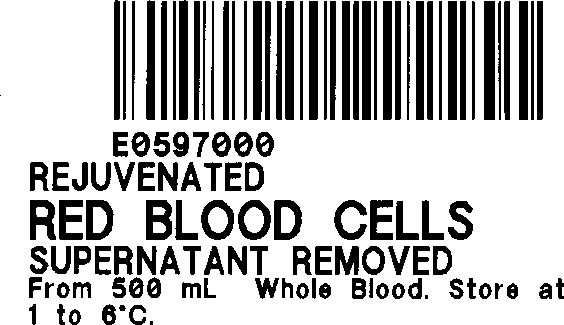 E0597000
REJUVENATED
RED BLOOD CELLS
SUPERNATANT REMOVED
From 500 mL Whole Blood. Store at
1 to 6°C.